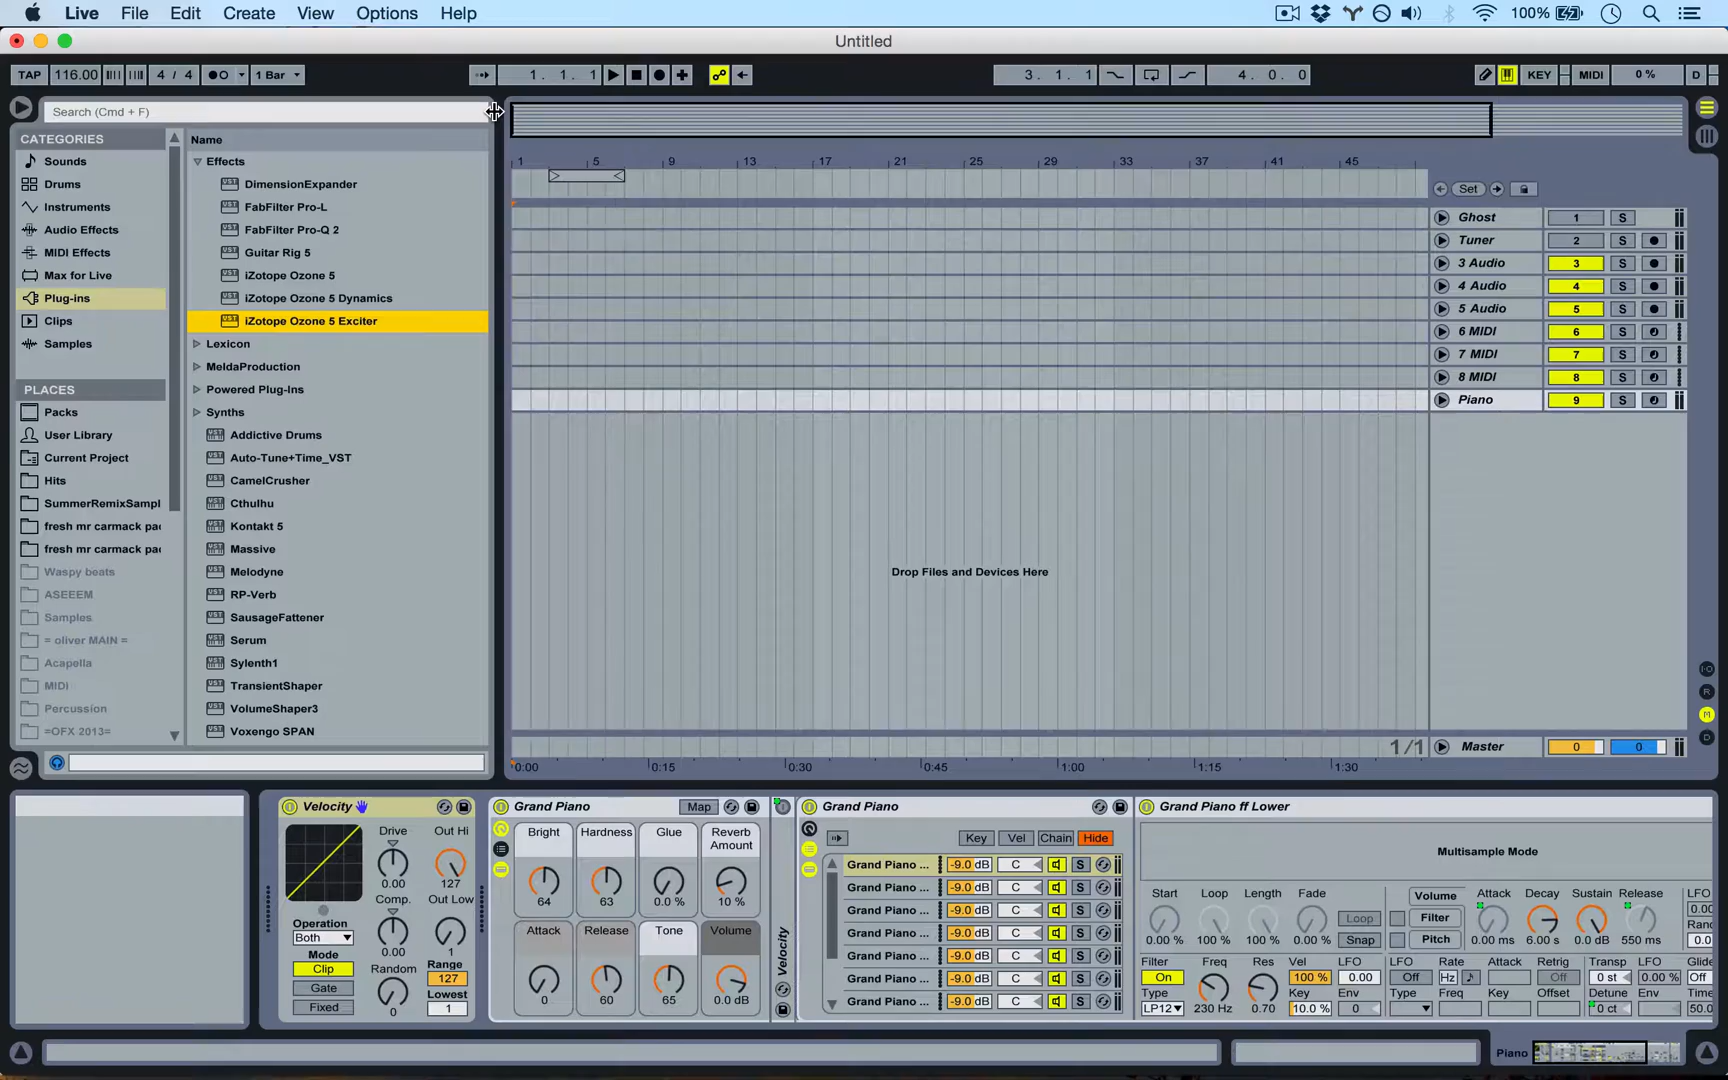 Live File Edit Create View Options Help 100%
Untitled
TAP 116.00 4 / 4 1 Bar 1. 1. 1 3. 1. 1 4. 0. 0 KEY MIDI 0 % D
Search (Cmd + F)
CATEGORIES
Sounds
Drums
Instruments
Audio Effects
MIDI Effects
Max for Live
Plug-ins
Clips
Samples
PLACES
Packs
User Library
Current Project
Hits
SummerRemixSampl
fresh mr carmack pac
fresh mr carmack pac
Waspy beats
ASEEEM
Samples
= oliver MAIN =
Acapella
MIDI
Percussion
=OFX 2013=
Name
Effects
DimensionExpander
FabFilter Pro-L
FabFilter Pro-Q 2
Guitar Rig 5
iZotope Ozone 5
iZotope Ozone 5 Dynamics
iZotope Ozone 5 Exciter
Lexicon
MeldaProduction
Powered Plug-Ins
Synths
Addictive Drums
Auto-Tune+Time_VST
CamelCrusher
Cthulhu
Kontakt 5
Massive
Melodyne
RP-Verb
SausageFattener
Serum
Sylenth1
TransientShaper
VolumeShaper3
Voxengo SPAN
1 5 9 13 17 21 25 29 33 37 41 45
Set
Ghost 1 S
Tuner 2 S
3 Audio 3 S
4 Audio 4 S
5 Audio 5 S
6 MIDI 6 S
7 MIDI 7 S
8 MIDI 8 S
Piano 9 S
Drop Files and Devices Here
1/1 Master 0 0
0:00 0:15 0:30 0:45 1:00 1:15 1:30
I·O
R
M
D
Velocity
Drive Out Hi
0.00 127
Comp. Out Low
Operation
Both 0.00 1
Mode
Clip
Gate
Fixed
Random
0
Range
127
Lowest
1
Grand Piano Map
Bright Hardness Glue Reverb Amount
64 63 0.0 % 10 %
Attack Release Tone Volume
0 60 65 0.0 dB
Velocity
Grand Piano
Key Vel Chain Hide
Grand Piano ... -9.0 dB C S
Grand Piano ... -9.0 dB C S
Grand Piano ... -9.0 dB C S
Grand Piano ... -9.0 dB C S
Grand Piano ... -9.0 dB C S
Grand Piano ... -9.0 dB C S
Grand Piano ... -9.0 dB C S
Grand Piano ff Lower
Multisample Mode
Start Loop Length Fade
0.00 % 100 % 100 % 0.00 %
Loop
Snap
Volume
Filter
Pitch
Attack Decay Sustain Release LFO
0.00 ms 6.00 s 0.0 dB 550 ms
Filter Freq Res Vel LFO LFO Rate Attack Retrig Transp LFO Glide
On 100 % 0.00 Off Hz Off 0 st 0.00 % Off
Type Key Env Type Freq Key Offset Detune Env Time
LP12 230 Hz 0.70 10.0 % 0 0 ct 50.0
Piano